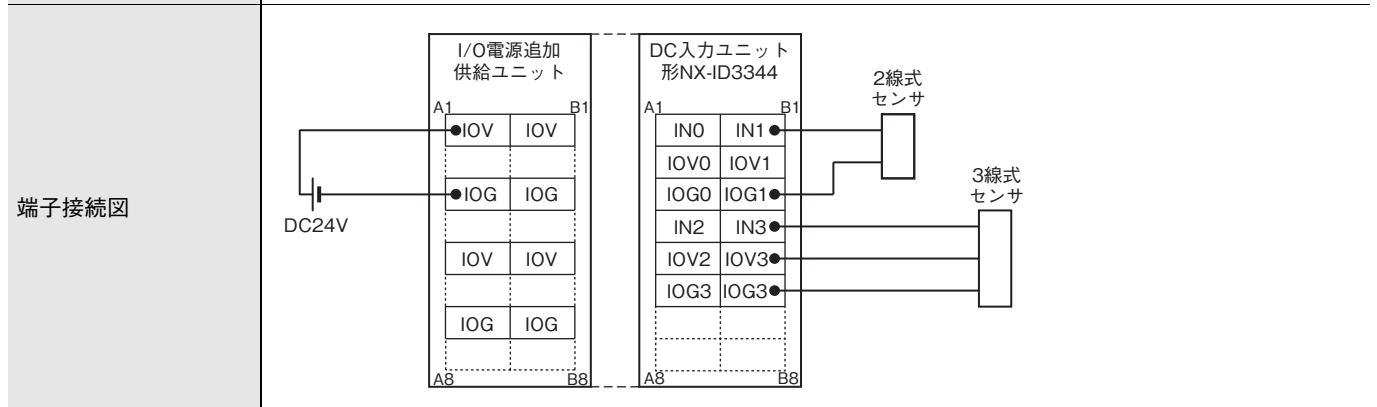 端子接続図
I/O電源追加
供給ユニット
A1 B1
IOV IOV
IOG IOG
IOV IOV
IOG IOG
A8 B8
DC24V
DC入力ユニット
形NX-ID3344
A1 B1
IN0 IN1
IOV0 IOV1
IOG0 IOG1
IN2 IN3
IOV2 IOV3
IOG3 IOG3
A8 B8
2線式
センサ
3線式
センサ